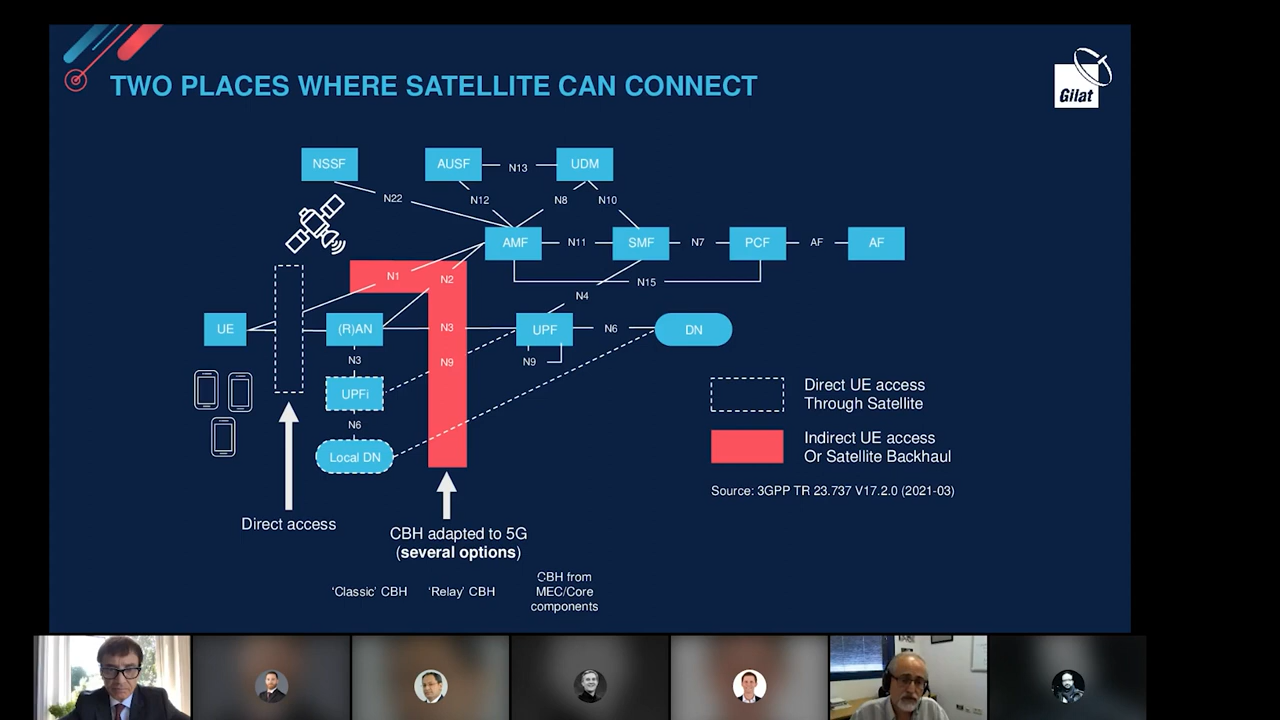 TWO PLACES WHERE SATELLITE CAN CONNECT
Gilat
NSSF
AUSF
N13
UDM
N22
N12
N8
N10
AMF
N11
SMF
N7
PCF
AF
AF
N1
N2
N15
N4
UE
(R)AN
N3
UPF
N6
DN
N3
N9
N9
UPFi
N6
Local DN
Direct UE access
Through Satellite
Indirect UE access
Or Satellite Backhaul
Source: 3GPP TR 23.737 V17.2.0 (2021-03)
Direct access
CBH adapted to 5G
(several options)
'Classic' CBH
'Relay' CBH
CBH from
MEC/Core
components